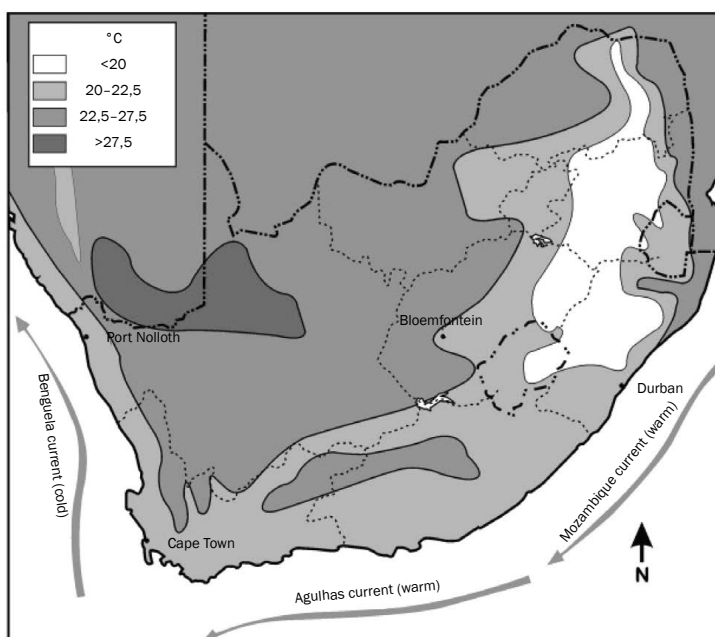 °C
<20
20–22,5
22,5–27,5
>27,5
Port Nolloth
Bloemfontein
Durban
Benguela current (cold)
Mozambique current (warm)
Cape Town
N
Agulhas current (warm)